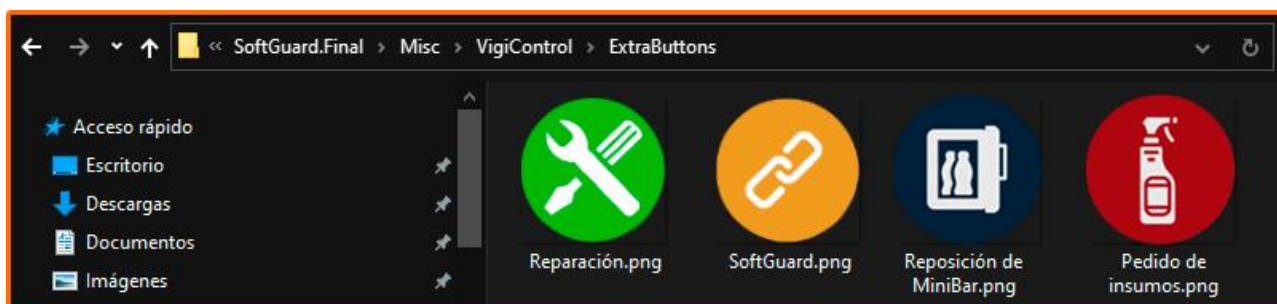 « SoftGuard.Final > Misc > VigiControl > ExtraButtons
Acceso rápido
Escritorio
Descargas
Documentos
Imágenes
Reparación.png
SoftGuard.png
Reposición de
MiniBar.png
Pedido de
insumos.png